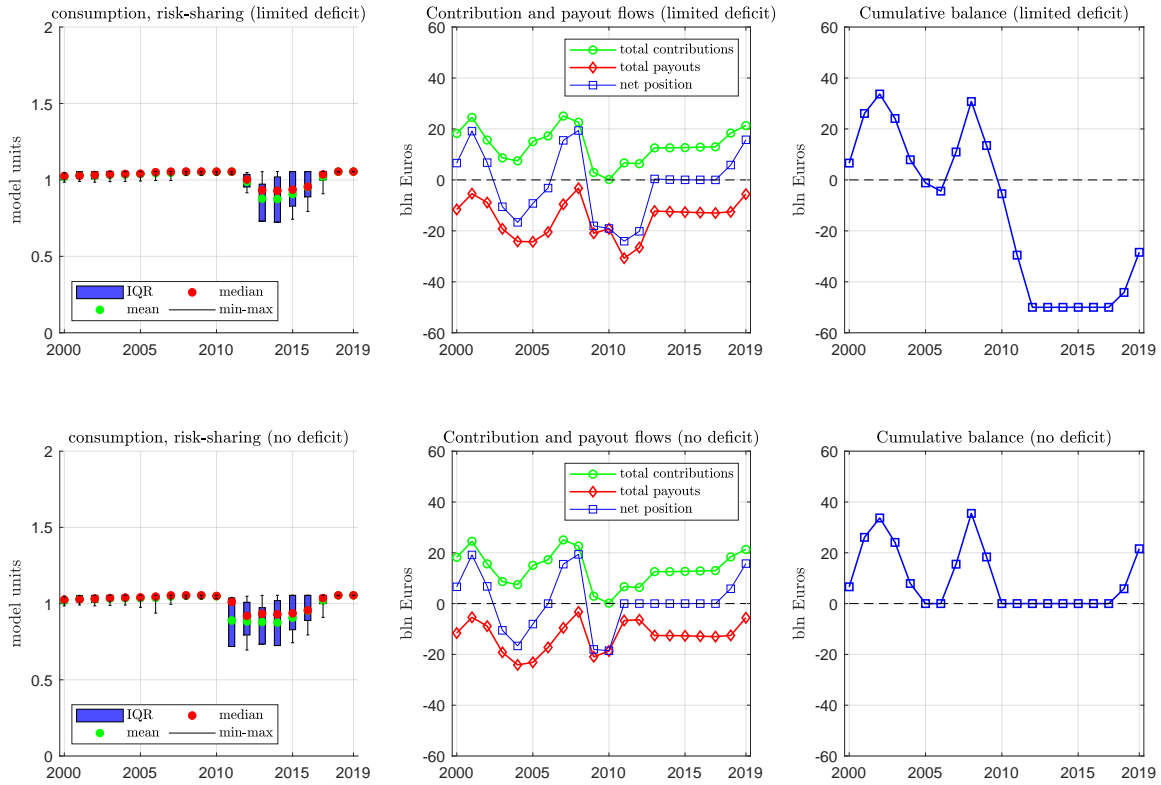 consumption, risk-sharing (limited deficit)
2
1.5
1
0.5
0
model units
IQR
median
mean
min-max
2000
2005
2010
2015
2019
Contribution and payout flows (limited deficit)
60
40
20
0
-20
-40
-60
bln Euros
total contributions
total payouts
net position
2000
2005
2010
2015
2019
Cumulative balance (limited deficit)
60
40
20
0
-20
-40
-60
bln Euros
2000
2005
2010
2015
2019
consumption, risk-sharing (no deficit)
2
1.5
1
0.5
0
model units
IQR
median
mean
min-max
2000
2005
2010
2015
2019
Contribution and payout flows (no deficit)
60
40
20
0
-20
-40
-60
bln Euros
total contributions
total payouts
net position
2000
2005
2010
2015
2019
Cumulative balance (no deficit)
60
40
20
0
-20
-40
-60
bln Euros
2000
2005
2010
2015
2019